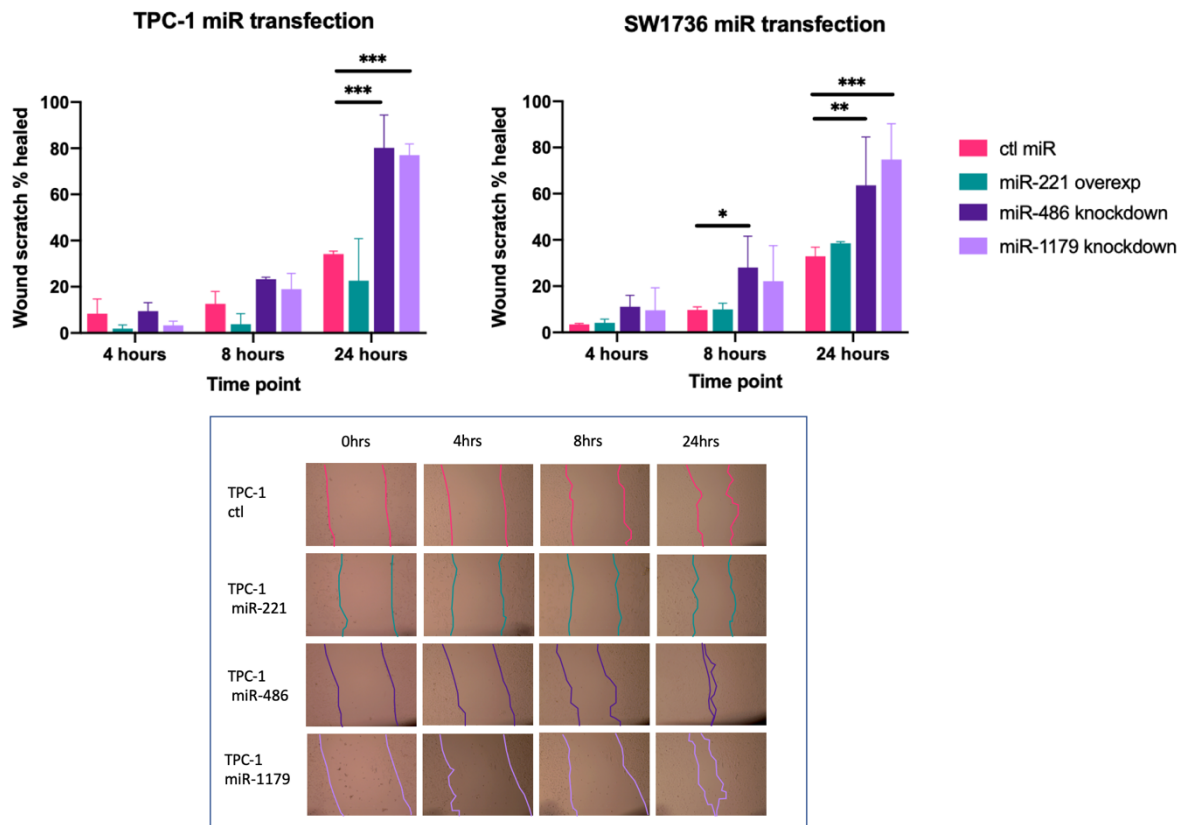 TPC-1 miR transfection
***
***
Wound scratch % healed
100
80
60
40
20
0
4 hours
8 hours
24 hours
Time point
SW1736 miR transfection
***
**
*
Wound scratch % healed
100
80
60
40
20
0
4 hours
8 hours
24 hours
Time point
ctl miR
miR-221 overexp
miR-486 knockdown
miR-1179 knockdown
0hrs 4hrs 8hrs 24hrs
TPC-1
ctl
TPC-1
miR-221
TPC-1
miR-486
TPC-1
miR-1179